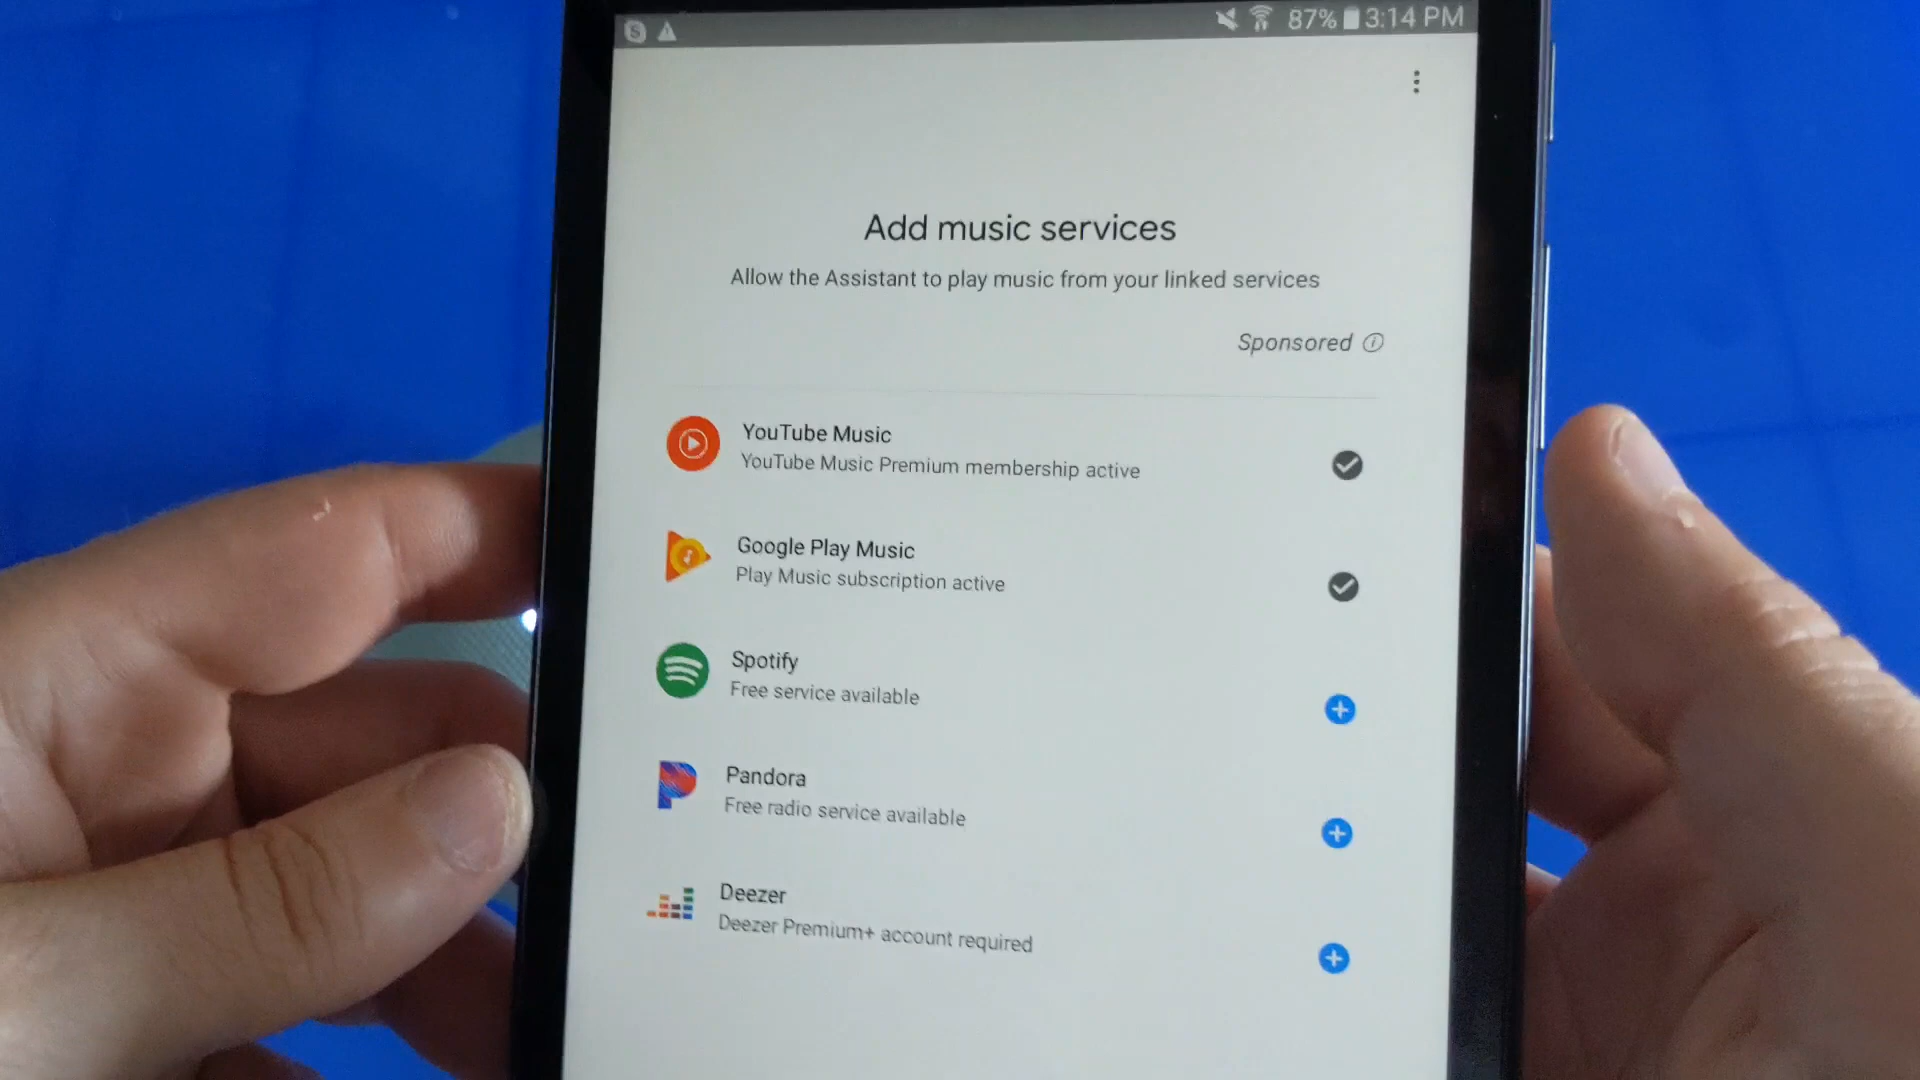 87% 3:14 PM
Add music services
Allow the Assistant to play music from your linked services
Sponsored
YouTube Music
YouTube Music Premium membership active
Google Play Music
Play Music subscription active
Spotify
Free service available
Pandora
Free radio service available
Deezer
Deezer Premium+ account required